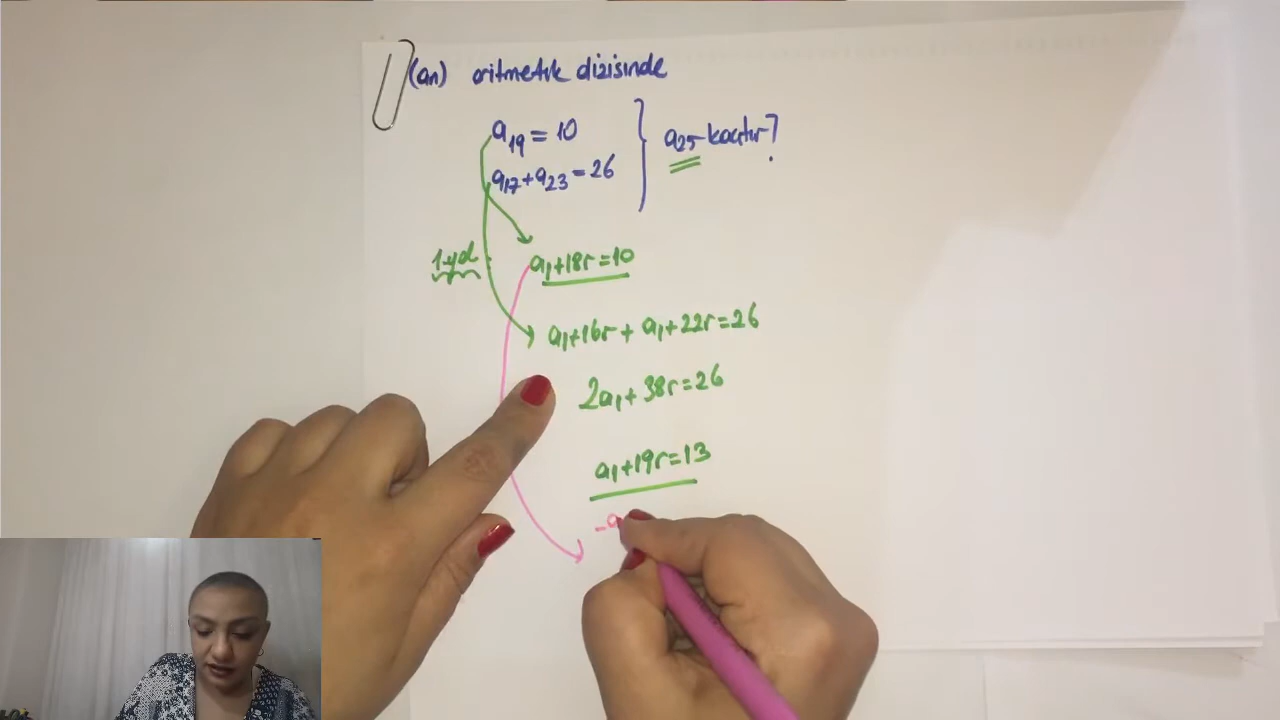 (an) aritmetik dizisinde
a19 = 10
a17 + a23 = 26
a25 kaçtır?
1.yol
a1+18r=10
a1+16r + a1+22r=26
2a1+38r=26
a1+19r=13
-a